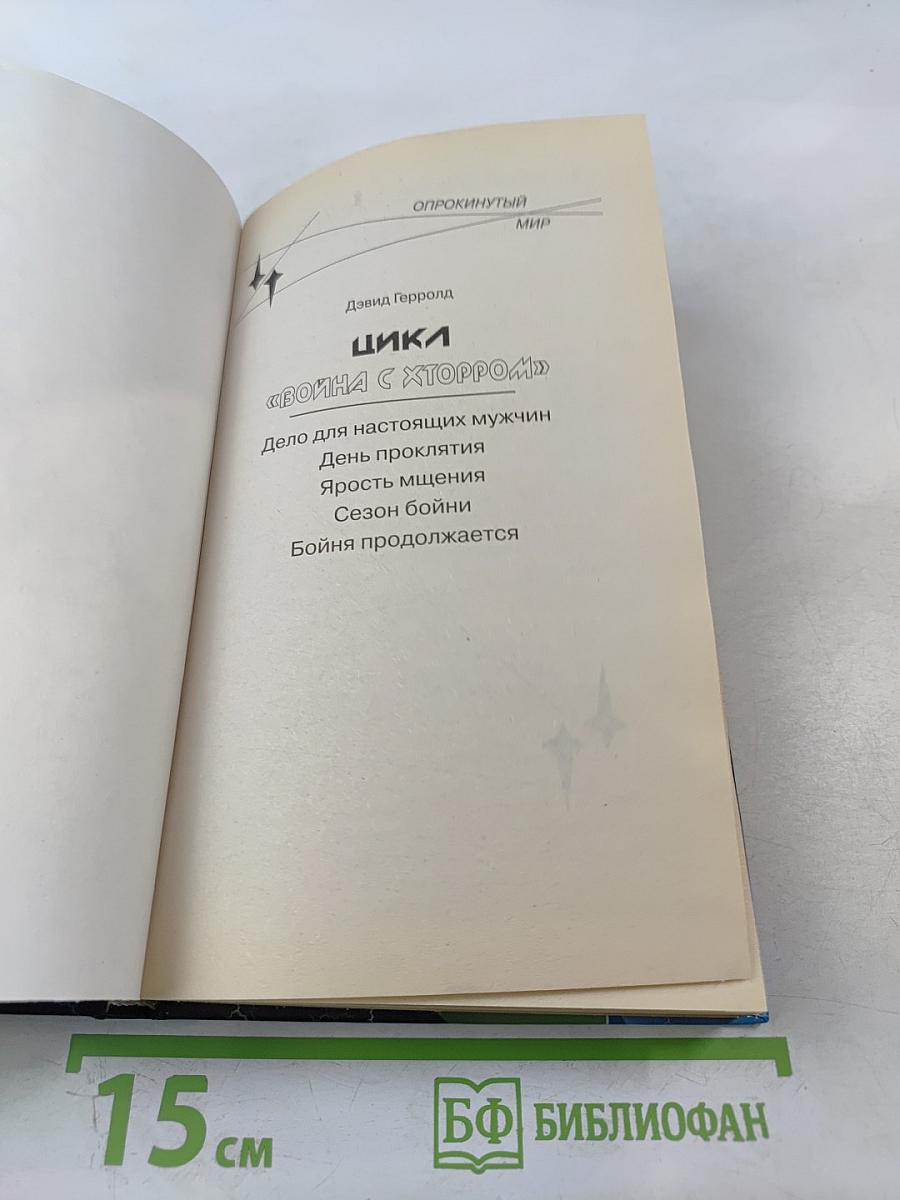 ОПРОКИНУТЫЙ
МИР
Дэвид Герролд
ЦИКЛ
«ВОЙНА С ХТОРРОМ»
Дело для настоящих мужчин
День проклятия
Ярость мщения
Сезон бойни
Бойня продолжается
15 см
БФ БИБЛИОФАН